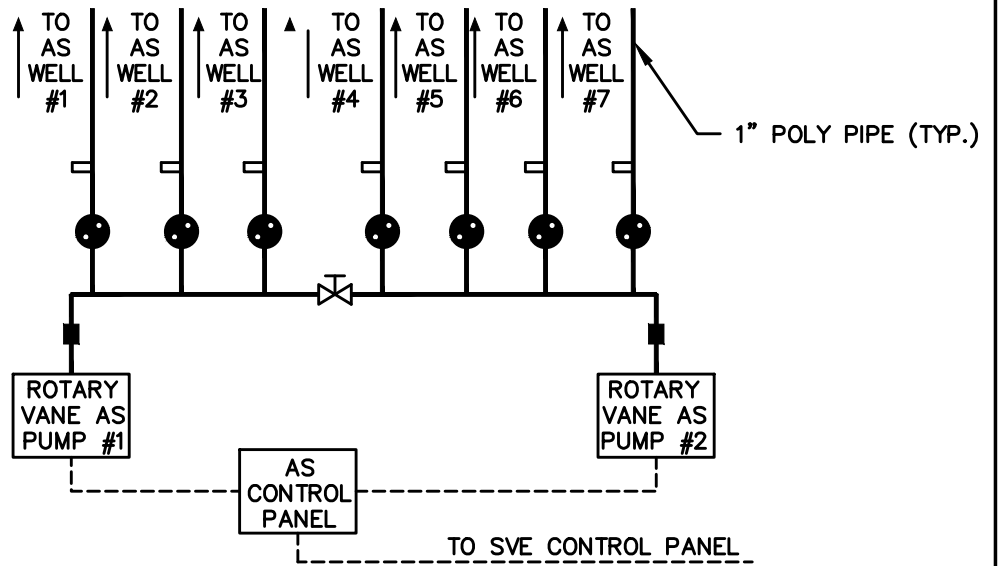 TO
AS
WELL
#1
TO
AS
WELL
#2
TO
AS
WELL
#3
TO
AS
WELL
#4
TO
AS
WELL
#5
TO
AS
WELL
#6
TO
AS
WELL
#7
1" POLY PIPE (TYP.)
ROTARY
VANE AS
PUMP #1
ROTARY
VANE AS
PUMP #2
AS
CONTROL
PANEL
TO SVE CONTROL PANEL